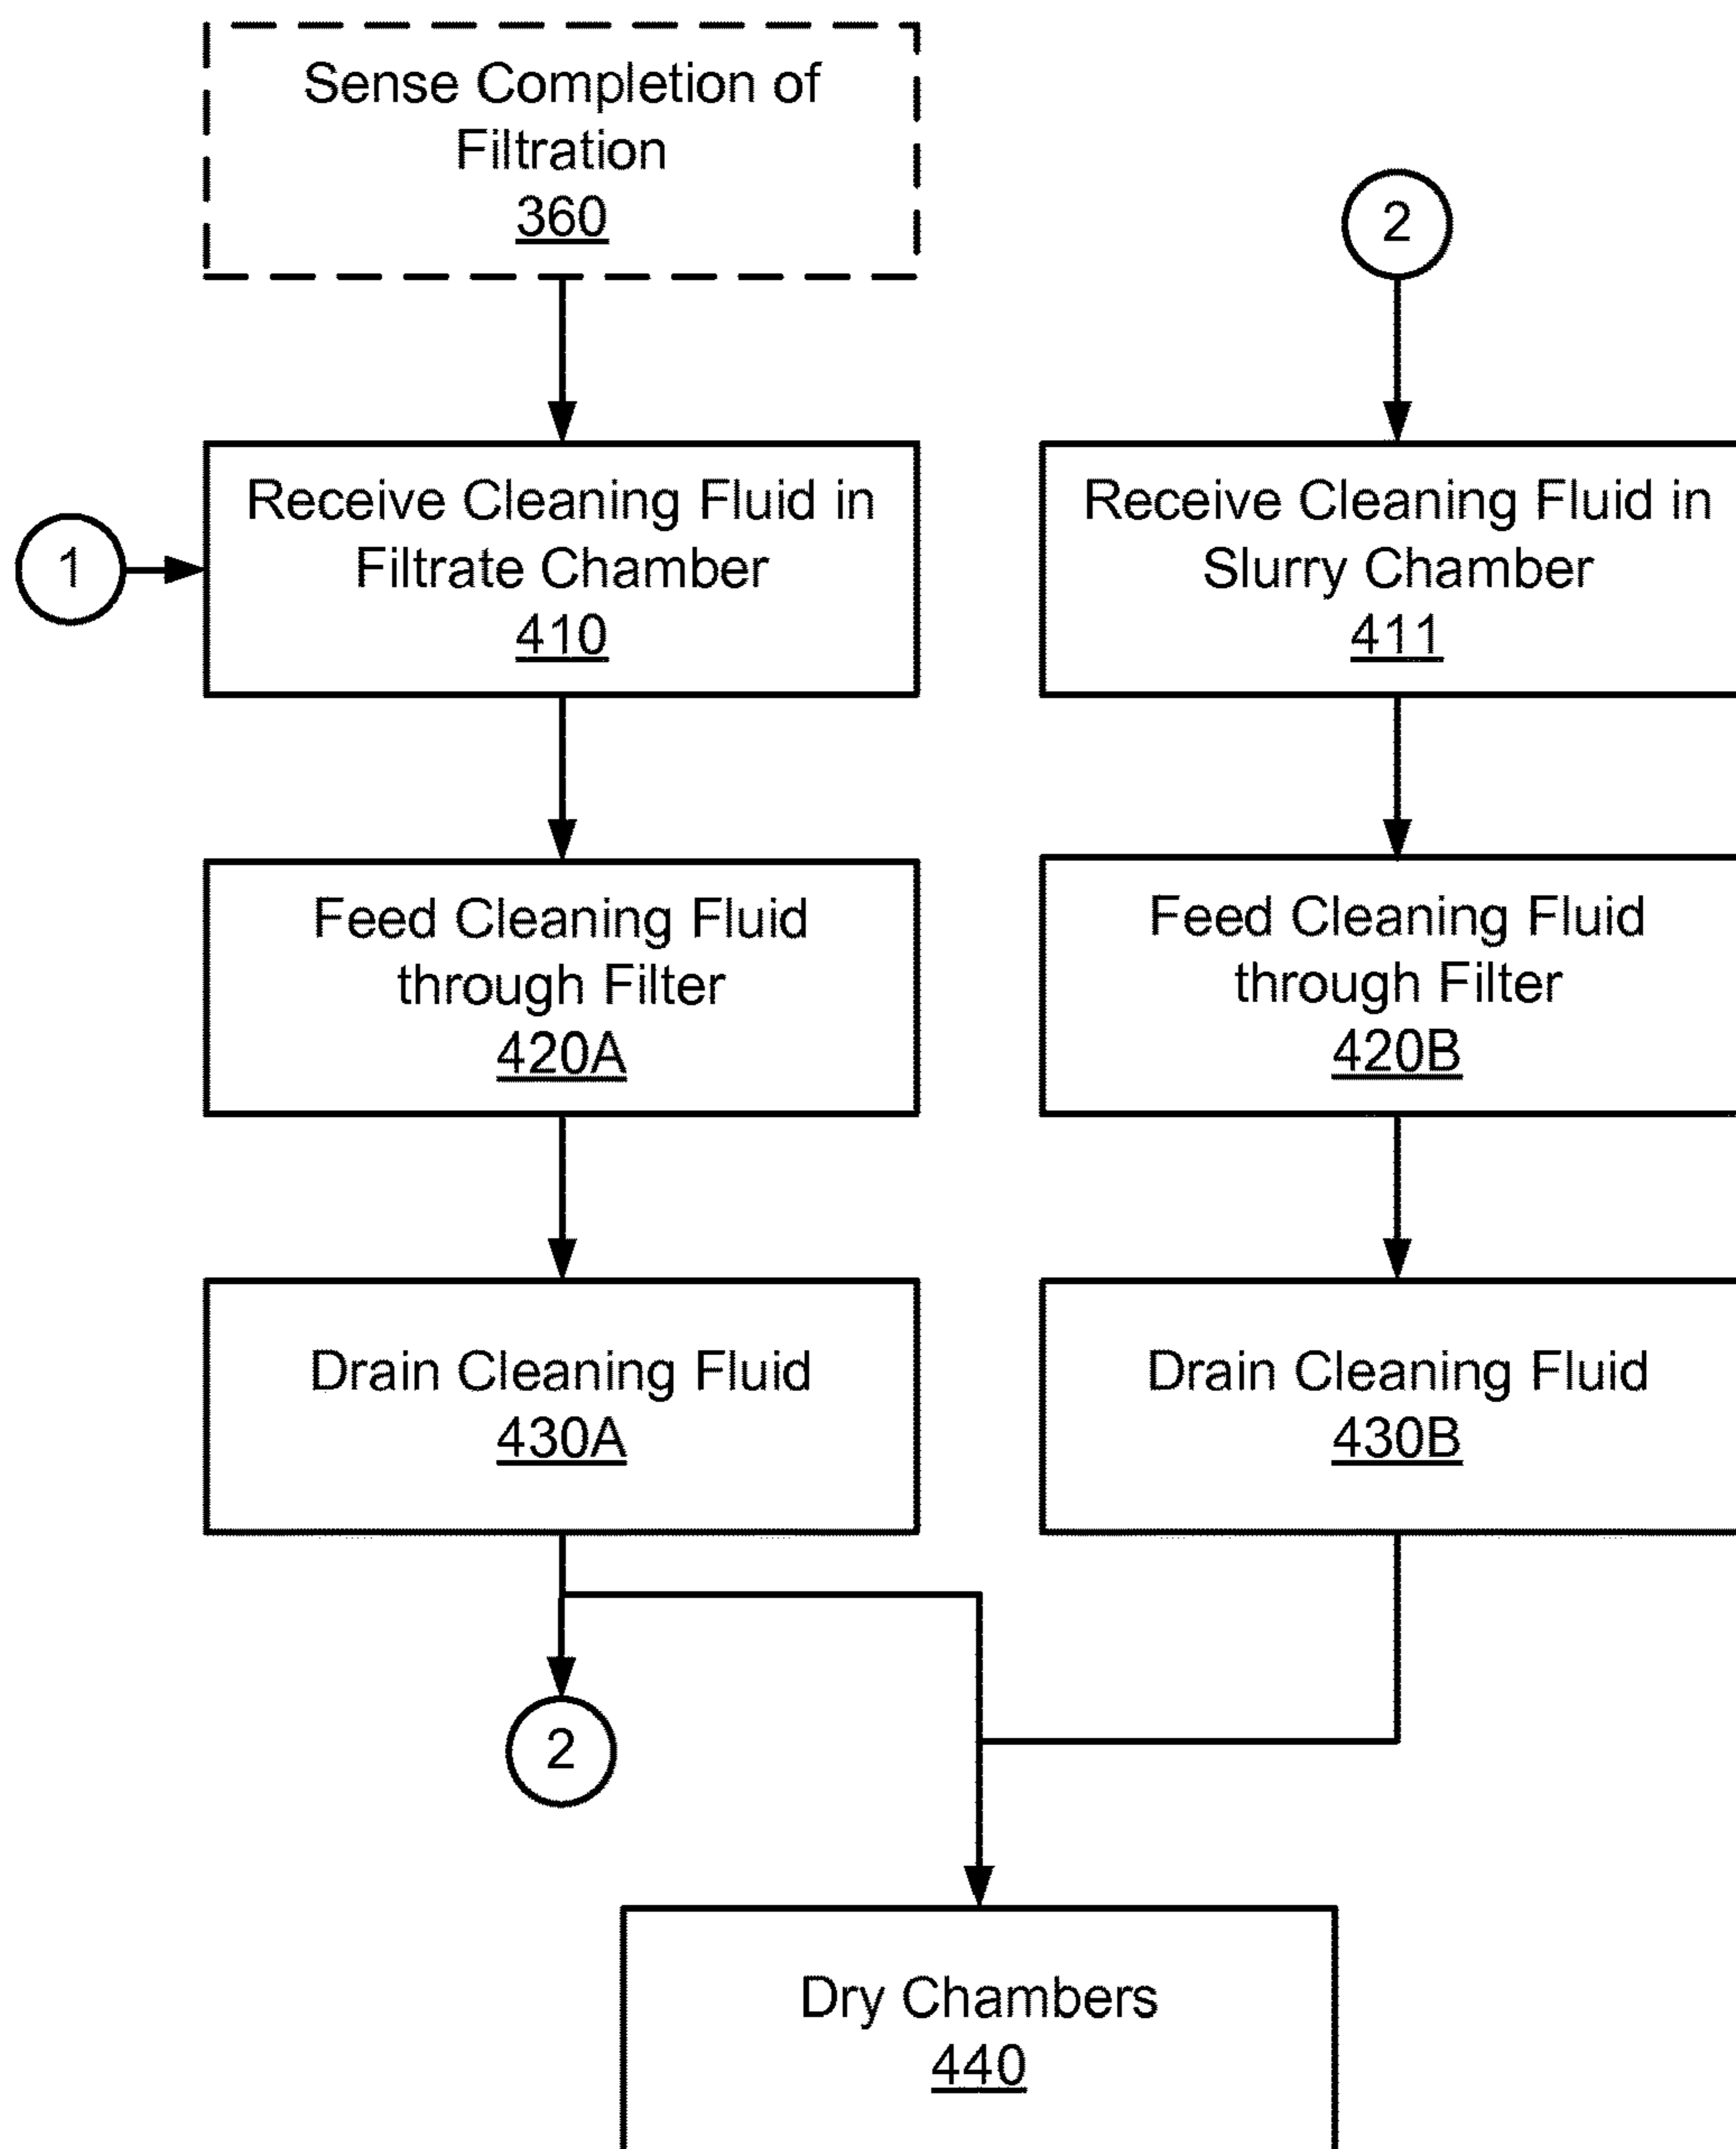 Sense Completion of
Filtration
360
1
Receive Cleaning Fluid in
Filtrate Chamber
410
Feed Cleaning Fluid
through Filter
420A
Drain Cleaning Fluid
430A
2
2
Receive Cleaning Fluid in
Slurry Chamber
411
Feed Cleaning Fluid
through Filter
420B
Drain Cleaning Fluid
430B
Dry Chambers
440